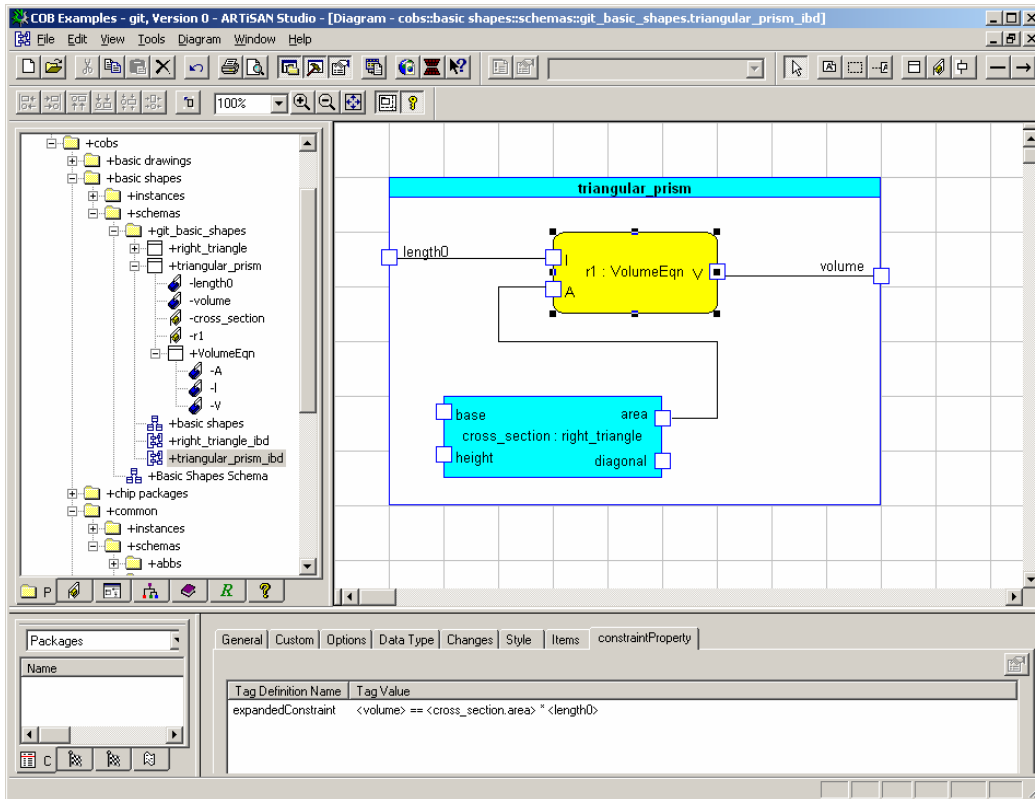 COB Examples - git, Version 0 - ARTiSAN Studio - [Diagram - cobs::basic shapes::schemas::git_basic_shapes.triangular_prism_ibd]
File Edit View Tools Diagram Window Help
100%
+cobs
+basic drawings
+basic shapes
+instances
+schemas
+git_basic_shapes
+right_triangle
+triangular_prism
-length0
-volume
-cross_section
-r1
+VolumeEqn
-A
-l
-V
+basic shapes
+right_triangle_ibd
+triangular_prism_ibd
+Basic Shapes Schema
+chip packages
+common
+instances
+schemas
+abbs
P R
triangular_prism
length0
l
r1 : VolumeEqn
V
A
volume
base
area
cross_section : right_triangle
height
diagonal
Packages
Name
C
General Custom Options Data Type Changes Style Items constraintProperty
Tag Definition Name Tag Value
expandedConstraint <volume> == <cross_section.area> * <length0>